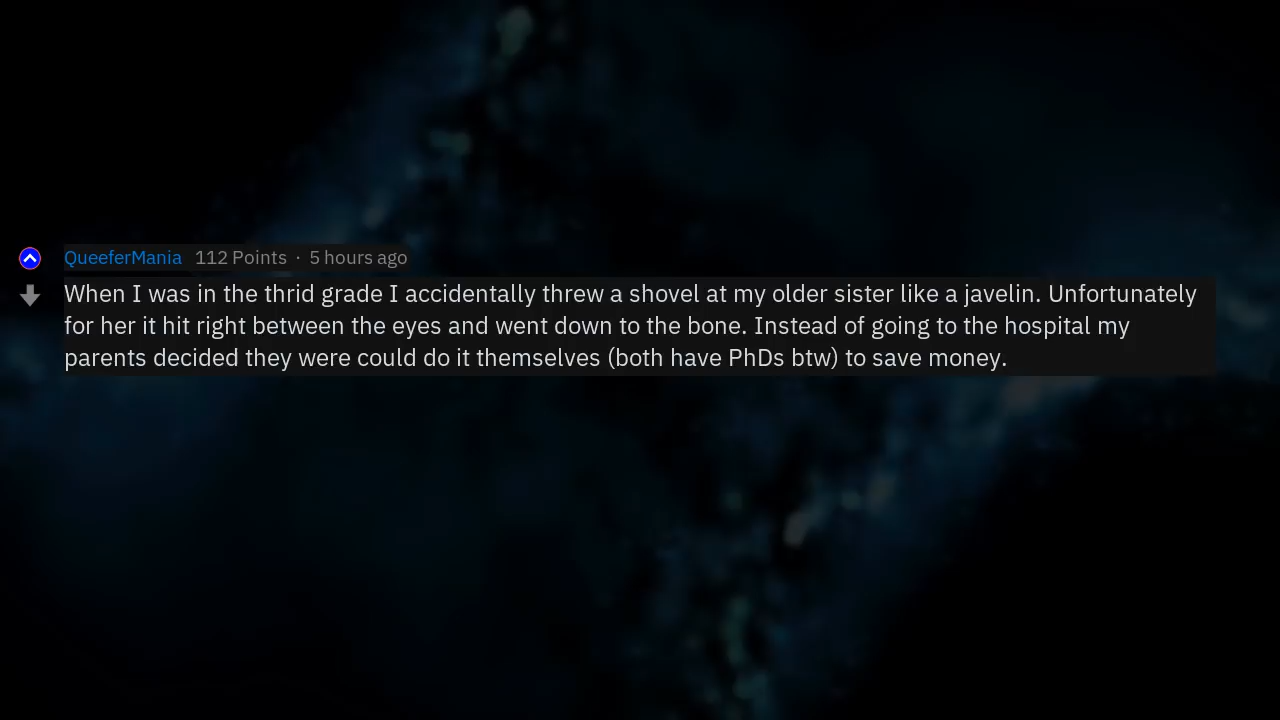 QueeferMania 112 Points · 5 hours ago
When I was in the thrid grade I accidentally threw a shovel at my older sister like a javelin. Unfortunately
for her it hit right between the eyes and went down to the bone. Instead of going to the hospital my
parents decided they were could do it themselves (both have PhDs btw) to save money.